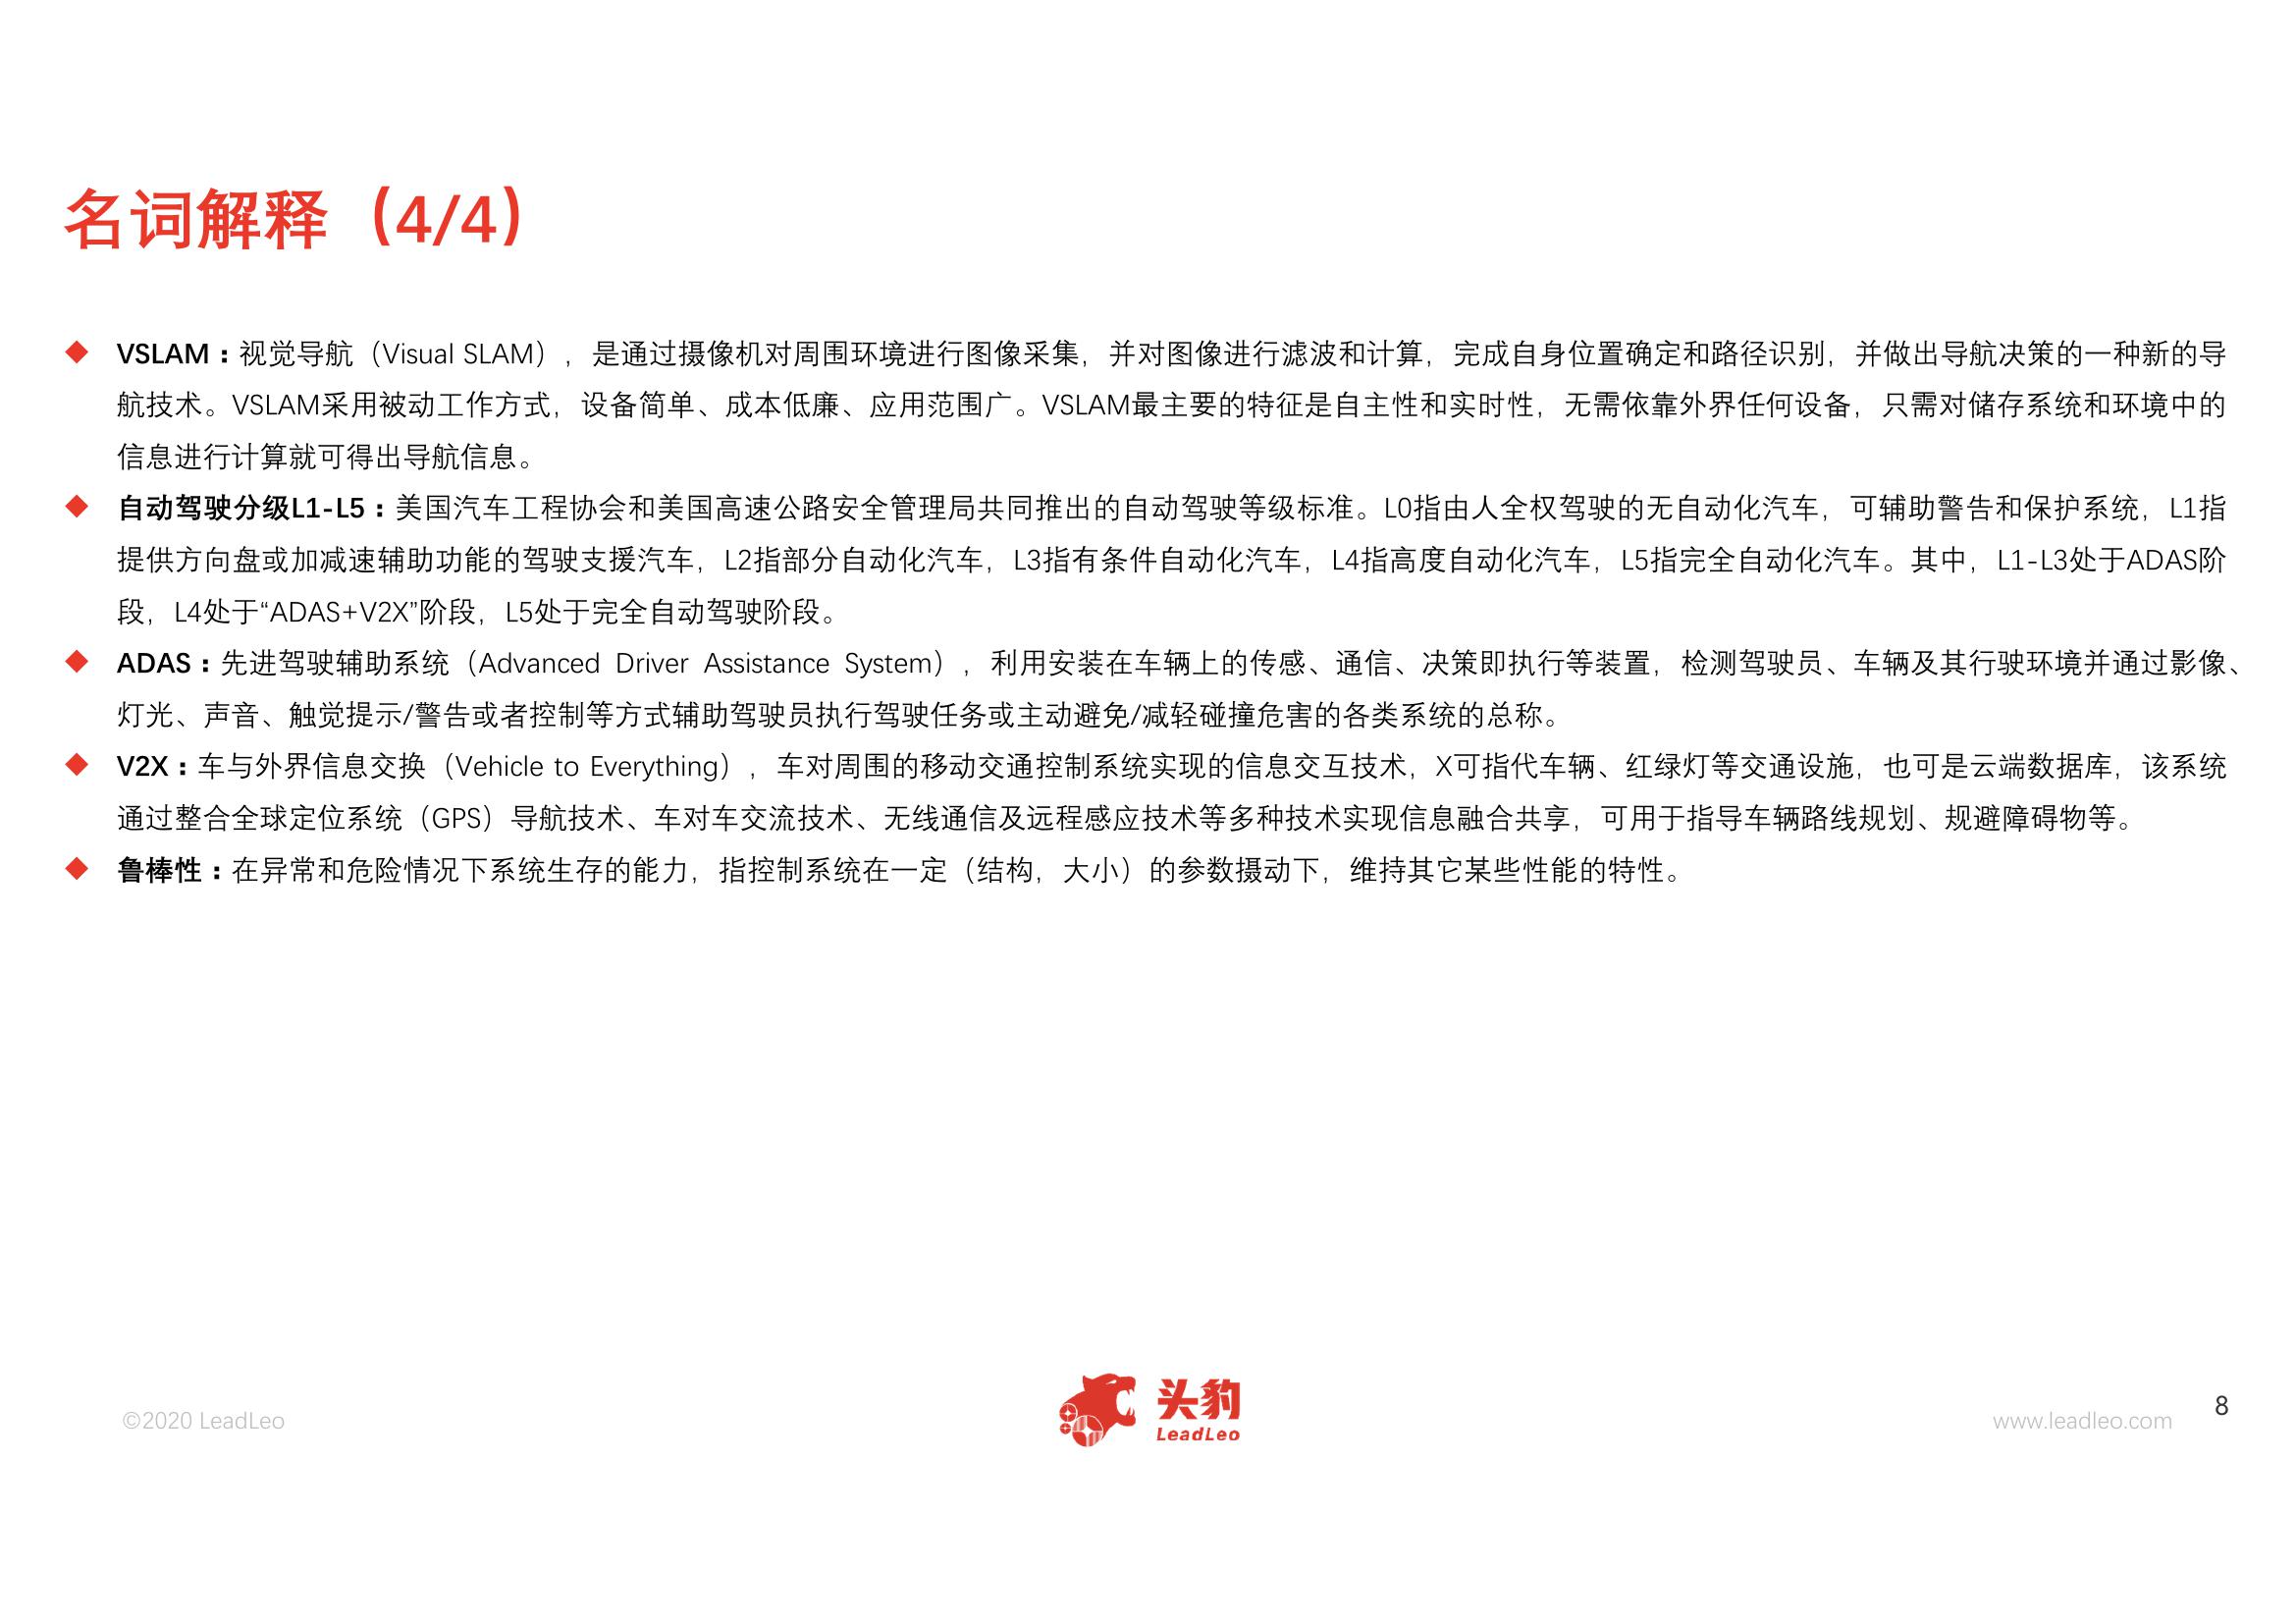 名词解释（4/4）
VSLAM：视觉导航（Visual SLAM），是通过摄像机对周围环境进行图像采集，并对图像进行滤波和计算，完成自身位置确定和路径识别，并做出导航决策的一种新的导
航技术。VSLAM采用被动工作方式，设备简单、成本低廉、应用范围广。VSLAM最主要的特征是自主性和实时性，无需依靠外界任何设备，只需对储存系统和环境中的
信息进行计算就可得出导航信息。
自动驾驶分级L1-L5：美国汽车工程协会和美国高速公路安全管理局共同推出的自动驾驶等级标准。L0指由人全权驾驶的无自动化汽车，可辅助警告和保护系统，L1指
提供方向盘或加减速辅助功能的驾驶支援汽车，L2指部分自动化汽车，L3指有条件自动化汽车，L4指高度自动化汽车，L5指完全自动化汽车。其中，L1-L3处于ADAS阶
段，L4处于“ADAS+V2X”阶段，L5处于完全自动驾驶阶段。
ADAS：先进驾驶辅助系统（Advanced Driver Assistance System），利用安装在车辆上的传感、通信、决策即执行等装置，检测驾驶员、车辆及其行驶环境并通过影像、
灯光、声音、触觉提示/警告或者控制等方式辅助驾驶员执行驾驶任务或主动避免/减轻碰撞危害的各类系统的总称。
V2X：车与外界信息交换（Vehicle to Everything），车对周围的移动交通控制系统实现的信息交互技术，X可指代车辆、红绿灯等交通设施，也可是云端数据库，该系统
通过整合全球定位系统（GPS）导航技术、车对车交流技术、无线通信及远程感应技术等多种技术实现信息融合共享，可用于指导车辆路线规划、规避障碍物等。
鲁棒性：在异常和危险情况下系统生存的能力，指控制系统在一定（结构，大小）的参数摄动下，维持其它某些性能的特性。
©2020 LeadLeo
头豹
LeadLeo
www.leadleo.com
8